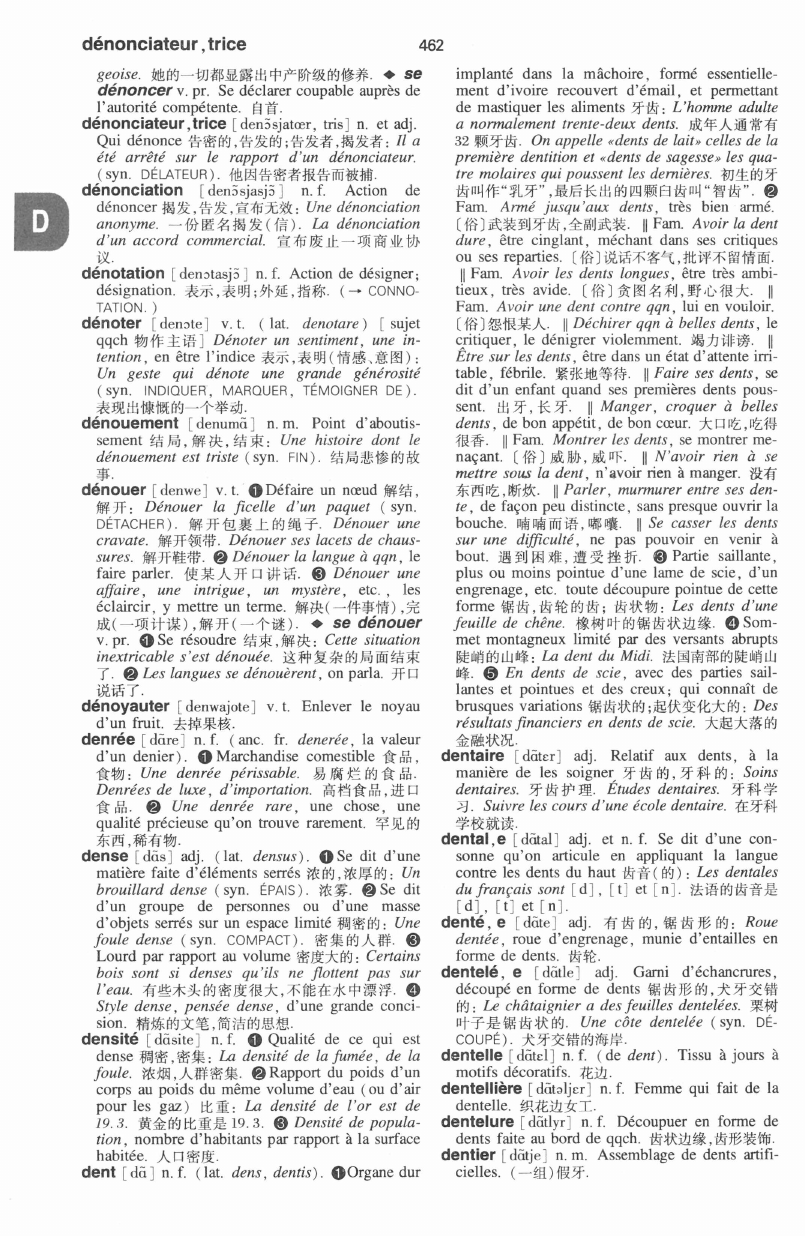 dénonciateur, trice
462
geoise. 她的一切都显露出中产阶级的修养. ◆ se
dénoncer v. pr. Se déclarer coupable auprès de
l'autorité compétente. 自首.
dénonciateur, trice [denɔ̃sjatœr, tris] n. et adj.
Qui dénonce 告密的,告发的;告发者,揭发者: Il a
été arrêté sur le rapport d'un dénonciateur.
(syn. DÉLATEUR). 他因告密者报告而被捕.
dénonciation [denɔ̃sjasjɔ̃] n. f. Action de
dénoncer 揭发,告发,宣布无效: Une dénonciation
anonyme. 一份匿名揭发(信). La dénonciation
d'un accord commercial. 宣布废止一项商业协
议.
dénotation [denɔtasjɔ̃] n. f. Action de désigner;
désignation. 表示,表明;外延,指称. (→ CONNO-
TATION.)
dénoter [denɔte] v. t. (lat. denotare) [sujet
qqch 物作主语] Dénoter un sentiment, une in-
tention, en être l'indice 表示,表明(情感、意图):
Un geste qui dénote une grande générosité
(syn. INDIQUER, MARQUER, TÉMOIGNER DE).
表现出慷慨的一个举动.
dénouement [denumɑ̃] n. m. Point d'aboutis-
sement 结局,解决,结束: Une histoire dont le
dénouement est triste (syn. FIN). 结局悲惨的故
事.
dénouer [denwe] v. t. ❶ Défaire un nœud 解结,
解开: Dénouer la ficelle d'un paquet (syn.
DÉTACHER). 解开包裹上的绳子. Dénouer une
cravate. 解开领带. Dénouer ses lacets de chaus-
sures. 解开鞋带. ❷ Dénouer la langue à qqn, le
faire parler. 使某人开口讲话. ❸ Dénouer une
affaire, une intrigue, un mystère, etc., les
éclaircir, y mettre un terme. 解决(一件事情),完
成(一项计谋),解开(一个谜). ◆ se dénouer
v. pr. ❶ Se résoudre 结束,解决: Cette situation
inextricable s'est dénouée. 这种复杂的局面结束
了. ❷ Les langues se dénouèrent, on parla. 开口
说话了.
dénoyauter [denwajote] v. t. Enlever le noyau
d'un fruit. 去掉果核.
denrée [dɑ̃re] n. f. (anc. fr. denerée, la valeur
d'un denier). ❶ Marchandise comestible 食品,
食物: Une denrée périssable. 易腐烂的食品.
Denrées de luxe, d'importation. 高档食品,进口
食品. ❷ Une denrée rare, une chose, une
qualité précieuse qu'on trouve rarement. 罕见的
东西,稀有物.
dense [dɑ̃s] adj. (lat. densus). ❶ Se dit d'une
matière faite d'éléments serrés 浓的,浓厚的: Un
brouillard dense (syn. ÉPAIS). 浓雾. ❷ Se dit
d'un groupe de personnes ou d'une masse
d'objets serrés sur un espace limité 稠密的: Une
foule dense (syn. COMPACT). 密集的人群. ❸
Lourd par rapport au volume 密度大的: Certains
bois sont si denses qu'ils ne flottent pas sur
l'eau. 有些木头的密度很大,不能在水中漂浮. ❹
Style dense, pensée dense, d'une grande conci-
sion. 精炼的文笔,简洁的思想.
densité [dɑ̃site] n. f. ❶ Qualité de ce qui est
dense 稠密,密集: La densité de la fumée, de la
foule. 浓烟,人群密集. ❷ Rapport du poids d'un
corps au poids du même volume d'eau (ou d'air
pour les gaz) 比重: La densité de l'or est de
19.3. 黄金的比重是 19.3. ❸ Densité de popula-
tion, nombre d'habitants par rapport à la surface
habitée. 人口密度.
dent [dɑ̃] n. f. (lat. dens, dentis). ❶ Organe dur
D
implanté dans la mâchoire, formé essentielle-
ment d'ivoire recouvert d'émail, et permettant
de mastiquer les aliments 牙齿: L'homme adulte
a normalement trente-deux dents. 成年人通常有
32 颗牙齿. On appelle «dents de lait» celles de la
première dentition et «dents de sagesse» les qua-
tre molaires qui poussent les dernières. 初生的牙
齿叫作“乳牙”,最后长出的四颗臼齿叫“智齿”. ❷
Fam. Armé jusqu'aux dents, très bien armé.
〔俗〕武装到牙齿,全副武装. ‖ Fam. Avoir la dent
dure, être cinglant, méchant dans ses critiques
ou ses reparties. 〔俗〕说话不客气,批评不留情面.
‖ Fam. Avoir les dents longues, être très ambi-
tieux, très avide. 〔俗〕贪图名利,野心很大. ‖
Fam. Avoir une dent contre qqn, lui en vouloir.
〔俗〕怨恨某人. ‖ Déchirer qqn à belles dents, le
critiquer, le dénigrer violemment. 竭力诽谤. ‖
Être sur les dents, être dans un état d'attente irri-
table, fébrile. 紧张地等待. ‖ Faire ses dents, se
dit d'un enfant quand ses premières dents pous-
sent. 出牙,长牙. ‖ Manger, croquer à belles
dents, de bon appétit, de bon cœur. 大口吃,吃得
很香. ‖ Fam. Montrer les dents, se montrer me-
naçant. 〔俗〕威胁,威吓. ‖ N'avoir rien à se
mettre sous la dent, n'avoir rien à manger. 没有
东西吃,断炊. ‖ Parler, murmurer entre ses den-
te, de façon peu distincte, sans presque ouvrir la
bouche. 喃喃而语,嘟囔. ‖ Se casser les dents
sur une difficulté, ne pas pouvoir en venir à
bout. 遇到困难,遭受挫折. ❸ Partie saillante,
plus ou moins pointue d'une lame de scie, d'un
engrenage, etc. toute découpure pointue de cette
forme 锯齿,齿轮的齿; 齿状物: Les dents d'une
feuille de chêne. 橡树叶的锯齿状边缘. ❹ Som-
met montagneux limité par des versants abrupts
陡峭的山峰: La dent du Midi. 法国南部的陡峭山
峰. ❺ En dents de scie, avec des parties sail-
lantes et pointues et des creux; qui connaît de
brusques variations 锯齿状的;起伏变化大的: Des
résultats financiers en dents de scie. 大起大落的
金融状况.
dentaire [dɑ̃tɛr] adj. Relatif aux dents, à la
manière de les soigner 牙齿的,牙科的: Soins
dentaires. 牙齿护理. Études dentaires. 牙科学
习. Suivre les cours d'une école dentaire. 在牙科
学校就读.
dental, e [dɑ̃tal] adj. et n. f. Se dit d'une con-
sonne qu'on articule en appliquant la langue
contre les dents du haut 齿音(的): Les dentales
du français sont [d], [t] et [n]. 法语的齿音是
[d], [t] et [n].
denté, e [dɑ̃te] adj. 有齿的,锯齿形的: Roue
dentée, roue d'engrenage, munie d'entailles en
forme de dents. 齿轮.
dentelé, e [dɑ̃tle] adj. Garni d'échancrures,
découpé en forme de dents 锯齿形的,犬牙交错
的: Le châtaignier a des feuilles dentelées. 栗树
叶子是锯齿状的. Une côte dentelée (syn. DÉ-
COUPÉ). 犬牙交错的海岸.
dentelle [dɑ̃tɛl] n. f. (de dent). Tissu à jours à
motifs décoratifs. 花边.
dentellière [dɑ̃təljɛr] n. f. Femme qui fait de la
dentelle. 织花边女工.
dentelure [dɑ̃tlyr] n. f. Découpuer en forme de
dents faite au bord de qqch. 齿状边缘,齿形装饰.
dentier [dɑ̃tje] n. m. Assemblage de dents artifi-
cielles. (一组)假牙.